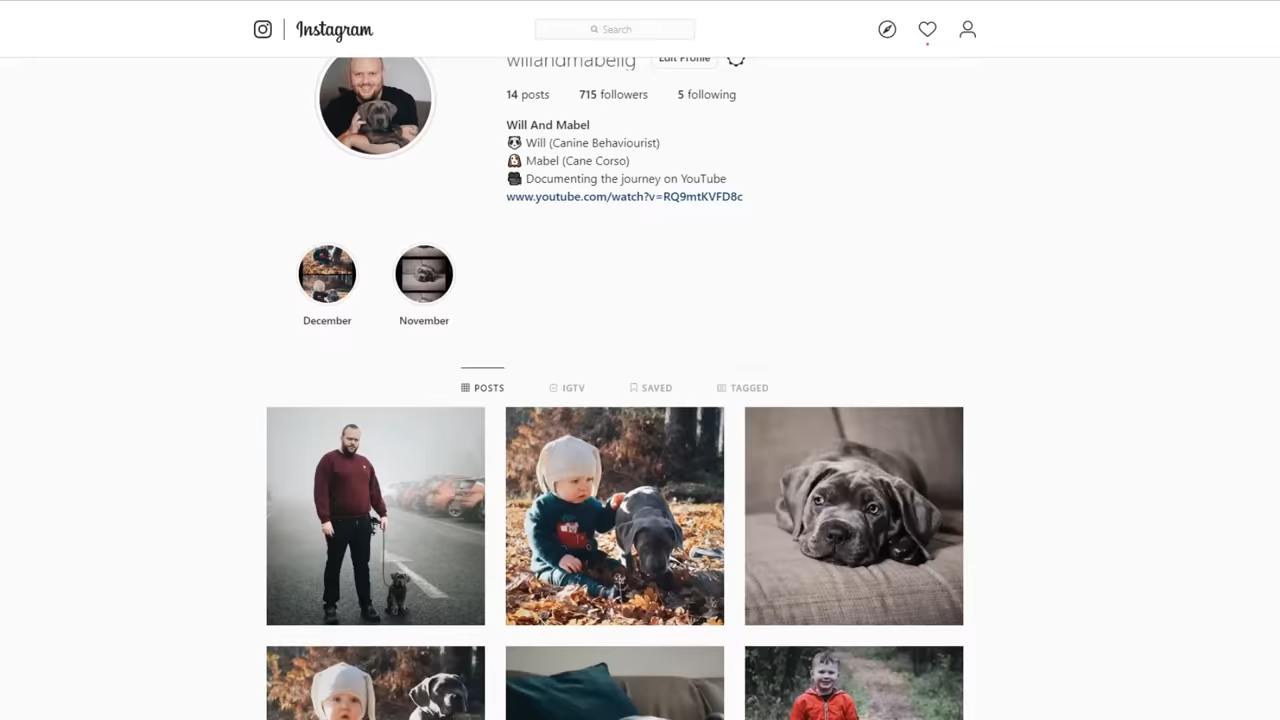 Instagram
Search
willandmabelig Edit Profile
14 posts 715 followers 5 following
Will And Mabel
Will (Canine Behaviourist)
Mabel (Cane Corso)
Documenting the journey on YouTube
www.youtube.com/watch?v=RQ9mtKVFD8c
December November
POSTS IGTV SAVED TAGGED